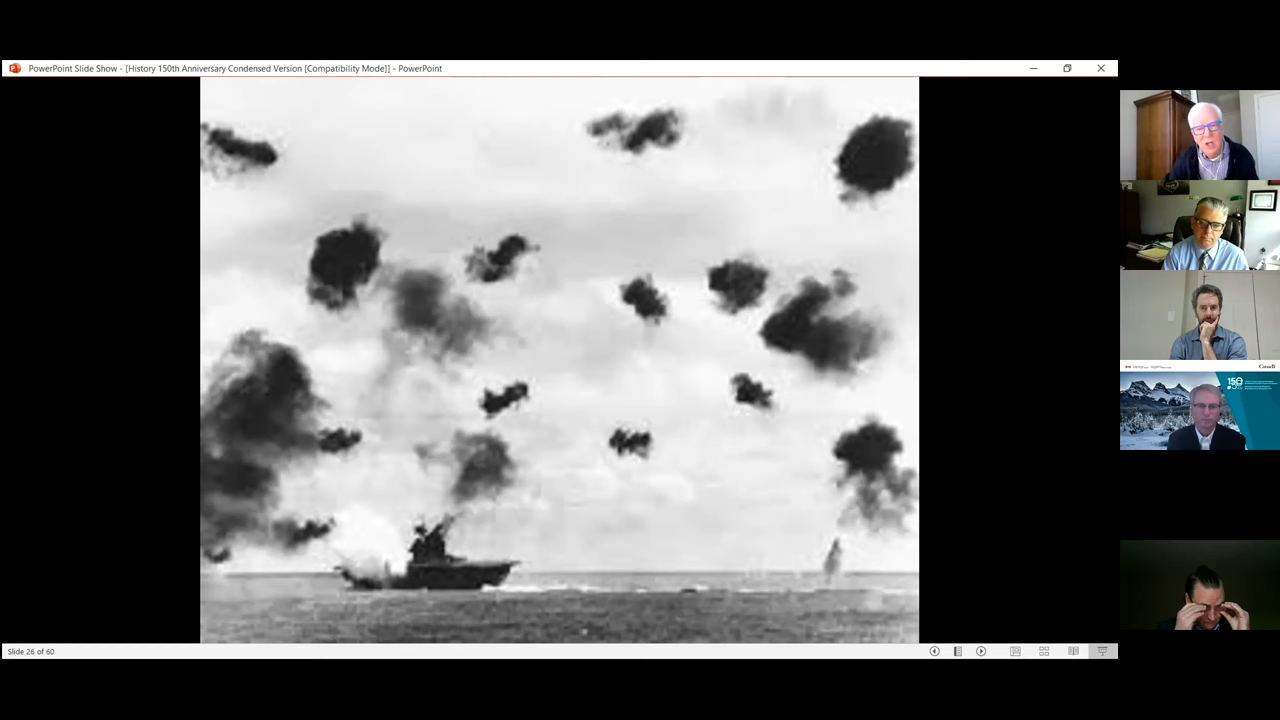 PowerPoint Slide Show - [History 150th Anniversary Condensed Version [Compatibility Mode]] - PowerPoint
Canada
150
Slide 26 of 60